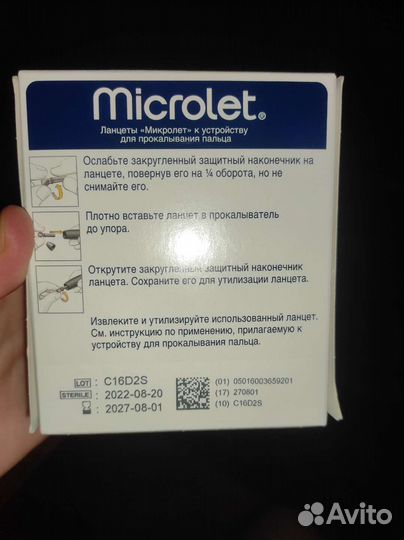 Microlet®
Ланцеты «Микролет» к устройству
для прокалывания пальца
Ослабьте закругленный защитный наконечник на
ланцете, повернув его на ¼ оборота, но не
снимайте его.
Плотно вставьте ланцет в прокалыватель
до упора.
Открутите закругленный защитный наконечник
ланцета. Сохраните его для утилизации ланцета.
Извлеките и утилизируйте использованный ланцет.
См. инструкцию по применению, прилагаемую к
устройству для прокалывания пальца.
LOT : C16D2S
STERILE : 2022-08-20
: 2027-08-01
(01) 05016003659201
(17) 270801
(10) C16D2S
Avito